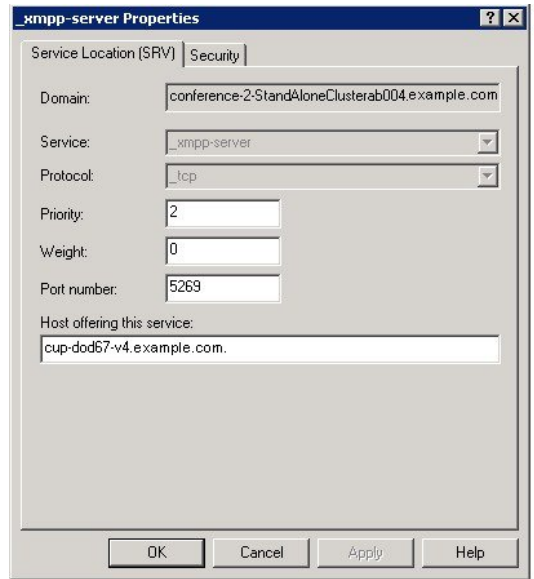 _xmpp-server Properties
Service Location (SRV) Security
Domain: conference-2-StandAloneClusterab004.example.com
Service: _xmpp-server
Protocol: _tcp
Priority: 2
Weight: 0
Port number: 5269
Host offering this service:
cup-dod67-v4.example.com.
OK Cancel Apply Help